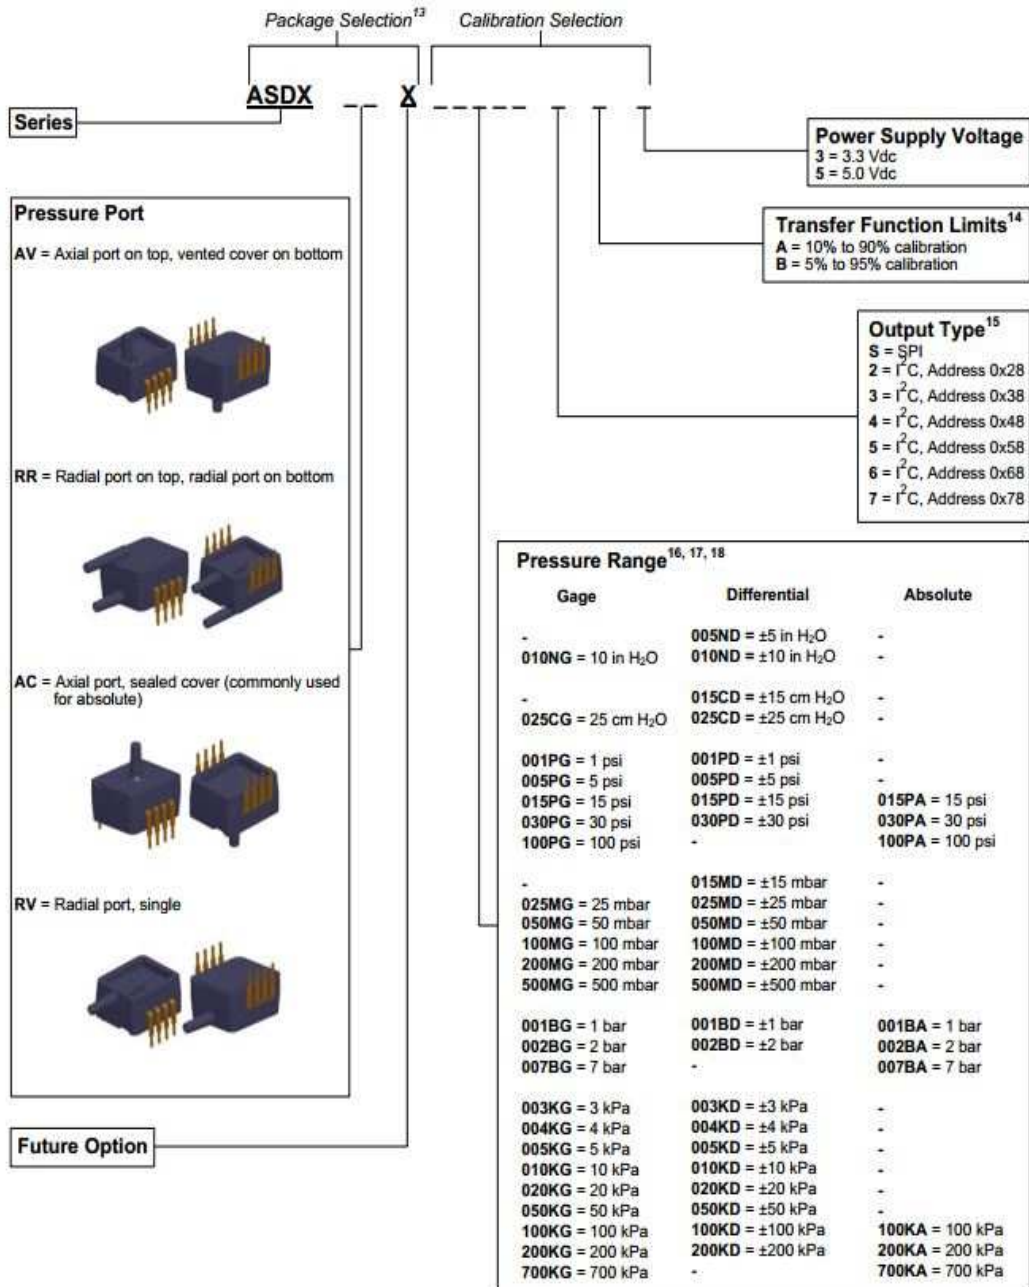 Package Selection13 Calibration Selection
ASDX _ _ X _ _ _ _ _ _ _ _
Series
Power Supply Voltage
3 = 3.3 Vdc
5 = 5.0 Vdc
Transfer Function Limits14
A = 10% to 90% calibration
B = 5% to 95% calibration
Output Type15
S = SPI
2 = I2C, Address 0x28
3 = I2C, Address 0x38
4 = I2C, Address 0x48
5 = I2C, Address 0x58
6 = I2C, Address 0x68
7 = I2C, Address 0x78
Pressure Port
AV = Axial port on top, vented cover on bottom
RR = Radial port on top, radial port on bottom
AC = Axial port, sealed cover (commonly used
for absolute)
RV = Radial port, single
Future Option
Pressure Range16, 17, 18
Gage Differential Absolute
- 005ND = ±5 in H2O -
010NG = 10 in H2O 010ND = ±10 in H2O -
- 015CD = ±15 cm H2O -
025CG = 25 cm H2O 025CD = ±25 cm H2O -
001PG = 1 psi 001PD = ±1 psi -
005PG = 5 psi 005PD = ±5 psi -
015PG = 15 psi 015PD = ±15 psi 015PA = 15 psi
030PG = 30 psi 030PD = ±30 psi 030PA = 30 psi
100PG = 100 psi - 100PA = 100 psi
- 015MD = ±15 mbar -
025MG = 25 mbar 025MD = ±25 mbar -
050MG = 50 mbar 050MD = ±50 mbar -
100MG = 100 mbar 100MD = ±100 mbar -
200MG = 200 mbar 200MD = ±200 mbar -
500MG = 500 mbar 500MD = ±500 mbar -
001BG = 1 bar 001BD = ±1 bar 001BA = 1 bar
002BG = 2 bar 002BD = ±2 bar 002BA = 2 bar
007BG = 7 bar - 007BA = 7 bar
003KG = 3 kPa 003KD = ±3 kPa -
004KG = 4 kPa 004KD = ±4 kPa -
005KG = 5 kPa 005KD = ±5 kPa -
010KG = 10 kPa 010KD = ±10 kPa -
020KG = 20 kPa 020KD = ±20 kPa -
050KG = 50 kPa 050KD = ±50 kPa -
100KG = 100 kPa 100KD = ±100 kPa 100KA = 100 kPa
200KG = 200 kPa 200KD = ±200 kPa 200KA = 200 kPa
700KG = 700 kPa - 700KA = 700 kPa